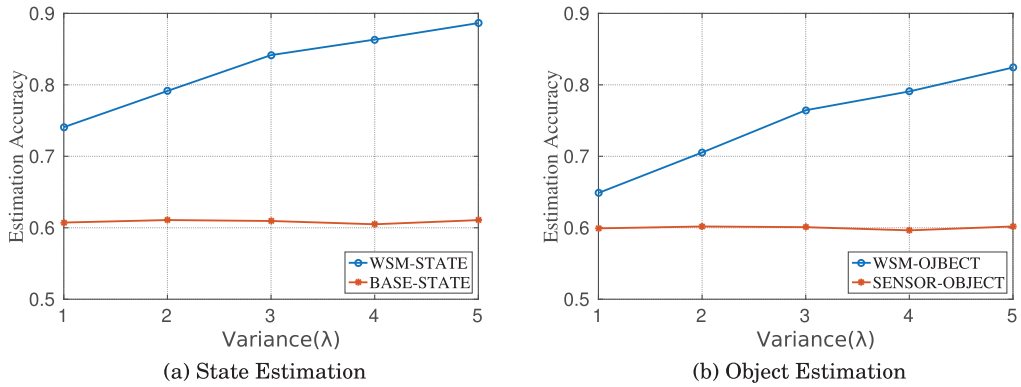 0.9
0.8
0.7
0.6
0.5
Estimation Accuracy
WSM-STATE
BASE-STATE
1 2 3 4 5
Variance(λ)
(a) State Estimation
0.9
0.8
0.7
0.6
0.5
Estimation Accuracy
WSM-OJBECT
SENSOR-OBJECT
1 2 3 4 5
Variance(λ)
(b) Object Estimation